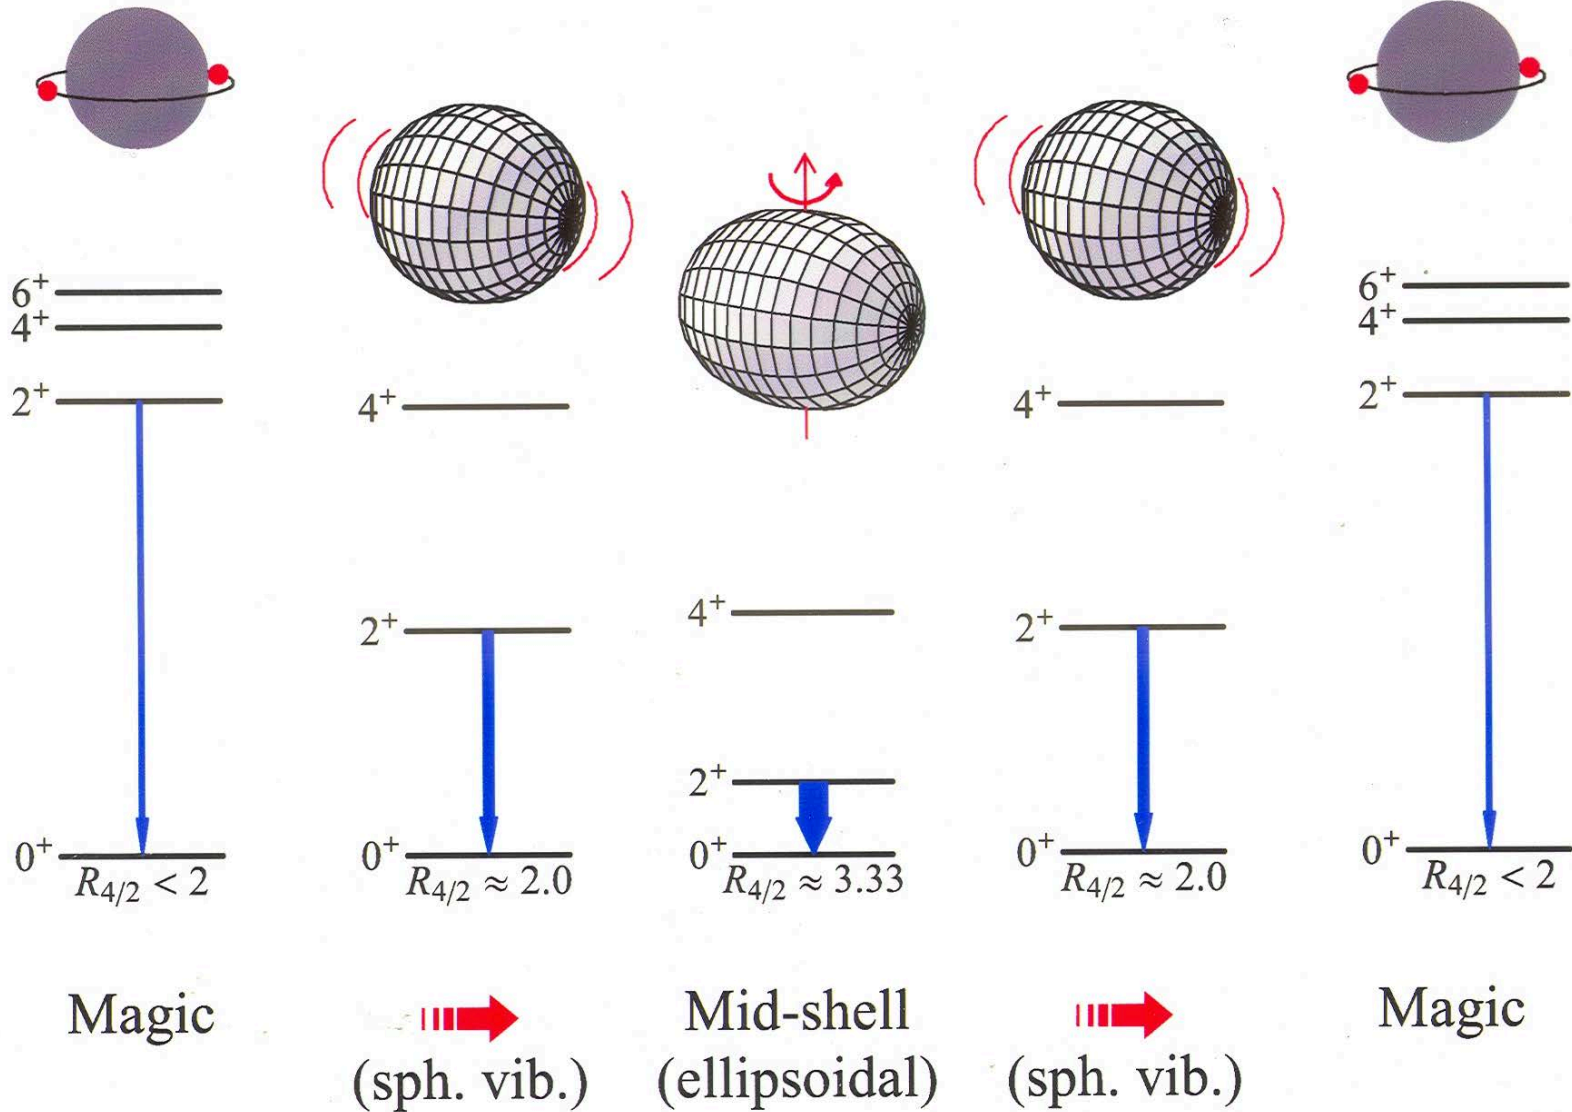 6⁺
4⁺
2⁺
0⁺
R₄/₂ < 2
4⁺
2⁺
0⁺
R₄/₂ ≈ 2.0
4⁺
2⁺
0⁺
R₄/₂ ≈ 3.33
4⁺
2⁺
0⁺
R₄/₂ ≈ 2.0
6⁺
4⁺
2⁺
0⁺
R₄/₂ < 2
Magic
(sph. vib.)
Mid-shell
(ellipsoidal)
(sph. vib.)
Magic